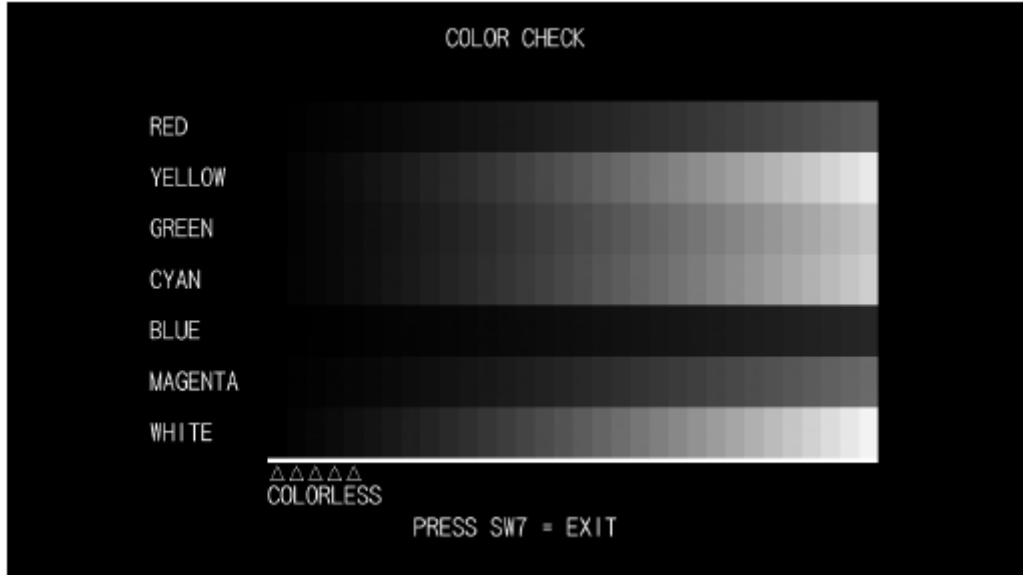 COLOR CHECK
RED
YELLOW
GREEN
CYAN
BLUE
MAGENTA
WHITE
△△△△△
COLORLESS
PRESS SW7 = EXIT